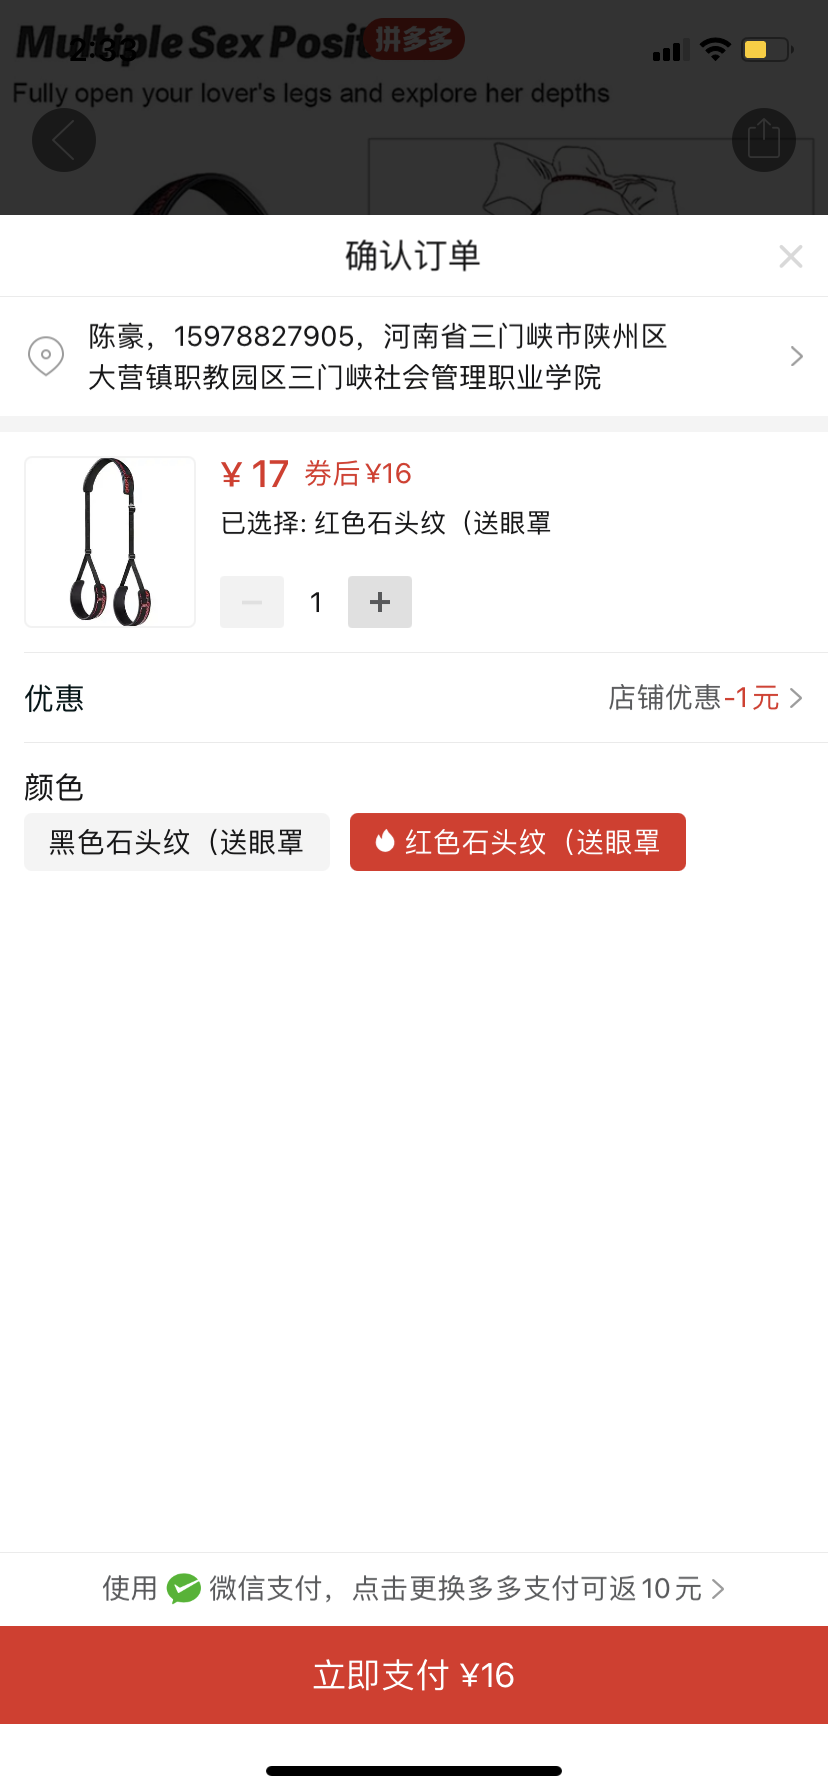 Multiple Sex Posit
拼多多
2:33
Fully open your lover's legs and explore her depths
确认订单
陈豪，15978827905，河南省三门峡市陕州区
大营镇职教园区三门峡社会管理职业学院
¥ 17 券后 ¥16
已选择: 红色石头纹（送眼罩
1
优惠
店铺优惠-1元
颜色
黑色石头纹（送眼罩
红色石头纹（送眼罩
使用 微信支付，点击更换多多支付可返10元
立即支付 ¥16